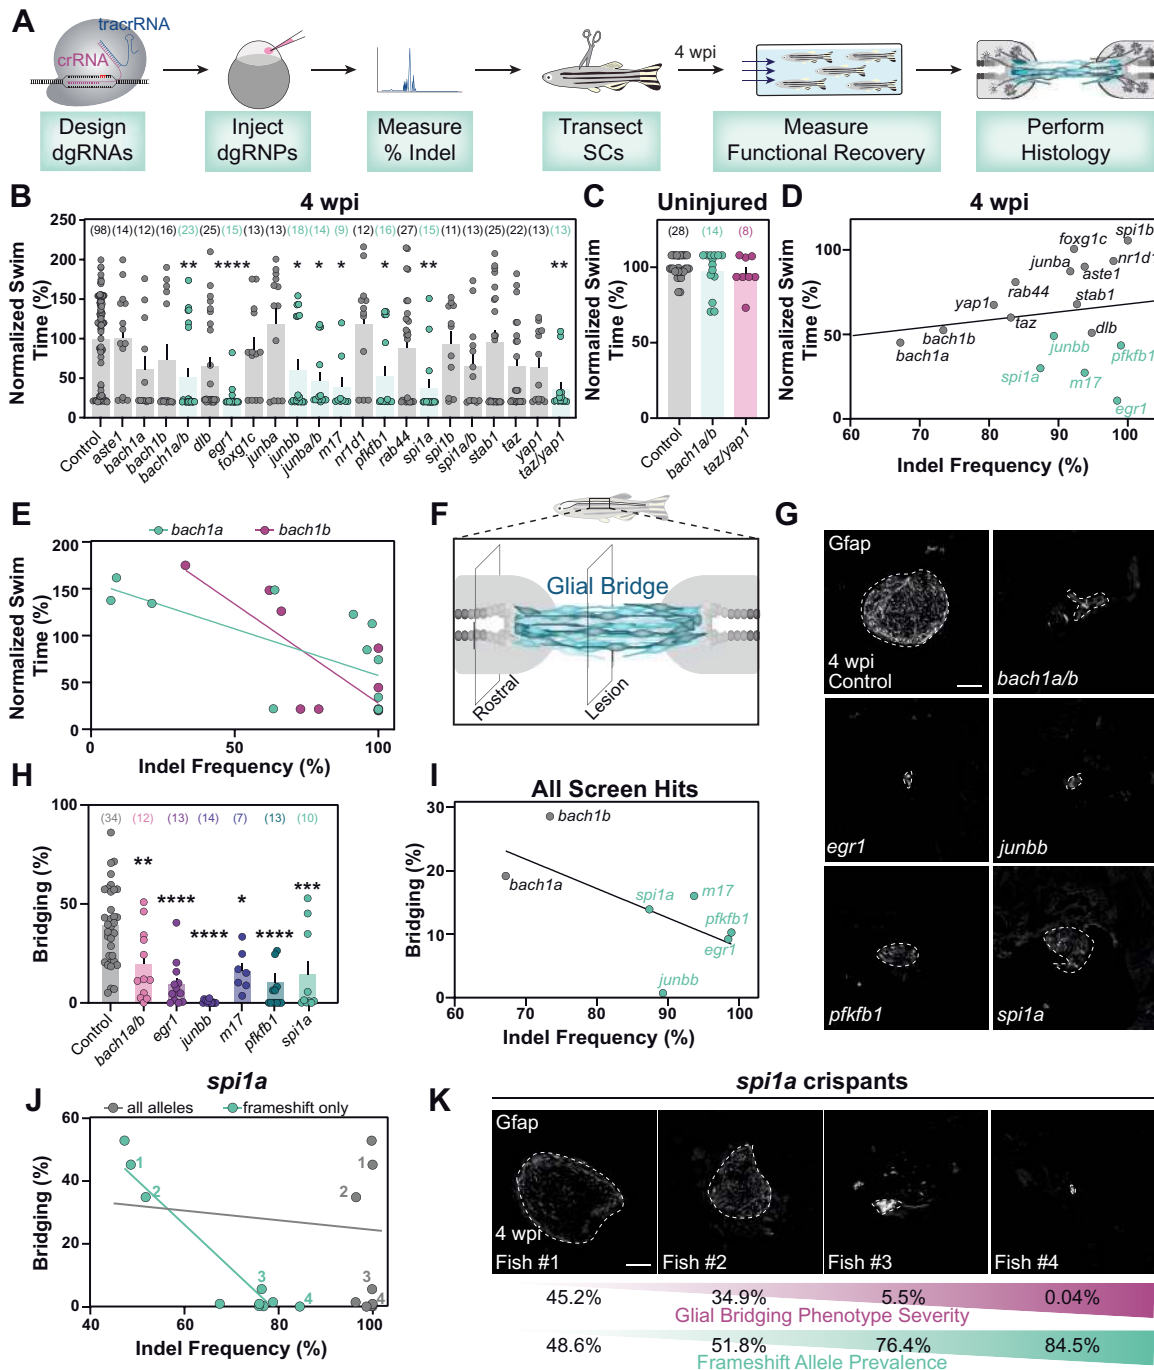 A
tracrRNA
crRNA
4 wpi
Design
dgRNAs
Inject
dgRNPs
Measure
% Indel
Transect
SCs
Measure
Functional Recovery
Perform
Histology
B
4 wpi
Normalized Swim
Time (%)
250
200
150
100
50
0
(98) (14) (12) (16) (23) (25) (15) (13) (13) (18) (14) (9) (12) (16) (27) (15) (11) (13) (25) (22) (13) (13)
** **** * * * * ** **
Control
aste1
bach1a
bach1b
bach1a/b
dlb
egr1
foxg1c
junba
junbb
junba/b
m17
nr1d1
pfkfb1
rab44
spi1a
spi1b
spi1a/b
stab1
taz
yap1
taz/yap1
C
Uninjured
Normalized Swim
Time (%)
100
0
(28) (14) (8)
Control
bach1a/b
taz/yap1
D
4 wpi
Normalized Swim
Time (%)
100
50
0
spi1b
foxg1c
nr1d1
junba
aste1
rab44
stab1
yap1
taz
dlb
bach1b
junbb
pfkfb1
bach1a
spi1a
m17
egr1
60 80 100
Indel Frequency (%)
E
bach1a
bach1b
Normalized Swim
Time (%)
200
150
100
50
0
0 50 100
Indel Frequency (%)
F
Glial Bridge
Rostral
Lesion
G
Gfap
4 wpi
Control
bach1a/b
egr1
junbb
pfkfb1
spi1a
H
Bridging (%)
100
50
0
(34) (12) (13) (14) (7) (13) (10)
** **** **** * **** ***
Control
bach1a/b
egr1
junbb
m17
pfkfb1
spi1a
I
All Screen Hits
Bridging (%)
30
20
10
0
bach1b
bach1a
spi1a
m17
pfkfb1
egr1
junbb
60 70 80 90 100
Indel Frequency (%)
J
spi1a
all alleles
frameshift only
Bridging (%)
60
40
20
0
1
2
3
4
1
2
3
4
40 60 80 100
Indel Frequency (%)
K
spi1a crispants
Gfap
4 wpi
Fish #1
Fish #2
Fish #3
Fish #4
45.2% 34.9% 5.5% 0.04%
Glial Bridging Phenotype Severity
48.6% 51.8% 76.4% 84.5%
Frameshift Allele Prevalence